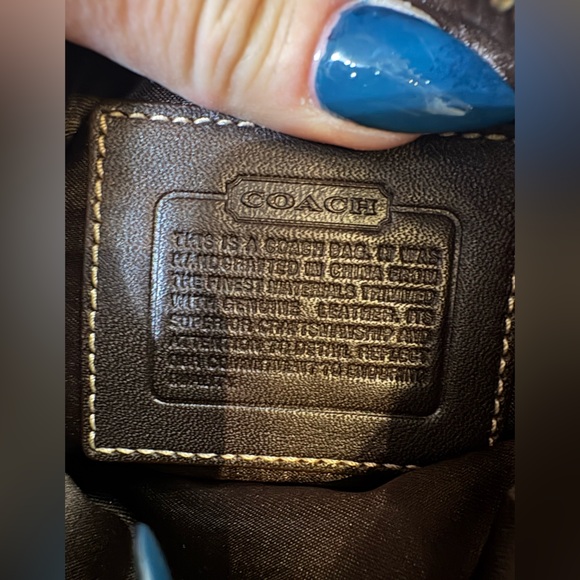 COACH
THIS IS A COACH BAG. IT WAS
HANDCRAFTED IN CHINA FROM
THE FINEST MATERIALS TRIMMED
WITH GENUINE LEATHER. ITS
SUPERIOR CRAFTSMANSHIP AND
ATTENTION TO DETAIL REFLECT
OUR COMMITMENT TO ENDURING
QUALITY.